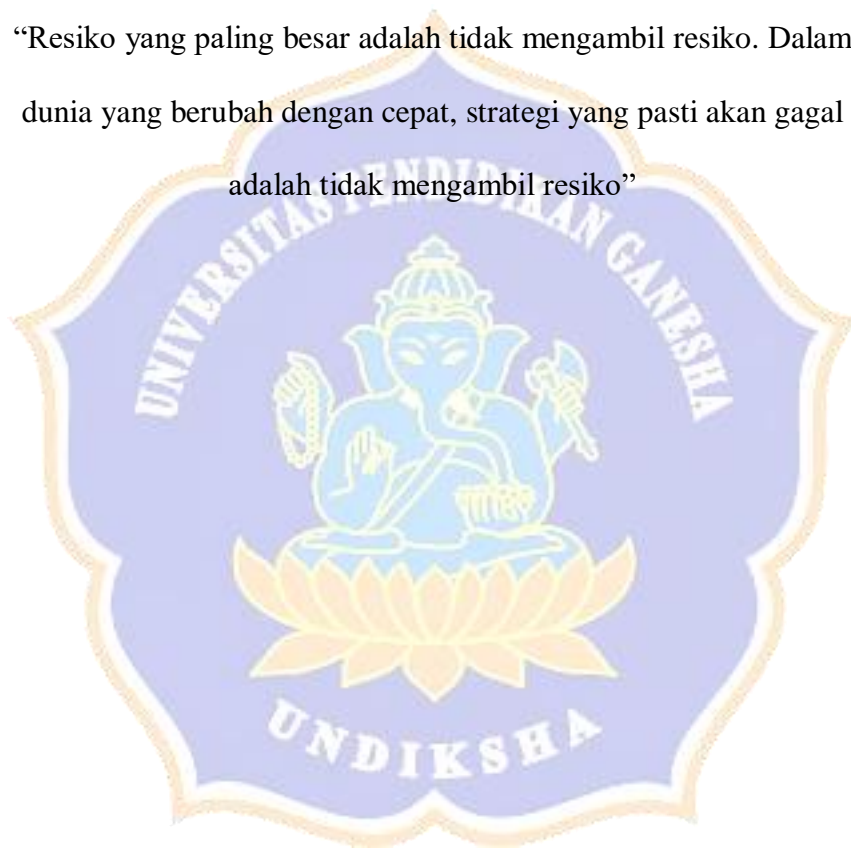 “Resiko yang paling besar adalah tidak mengambil resiko. Dalam
dunia yang berubah dengan cepat, strategi yang pasti akan gagal
adalah tidak mengambil resiko”
UNIVERSITAS PENDIDIKAN GANESHA
UNDIKSHA